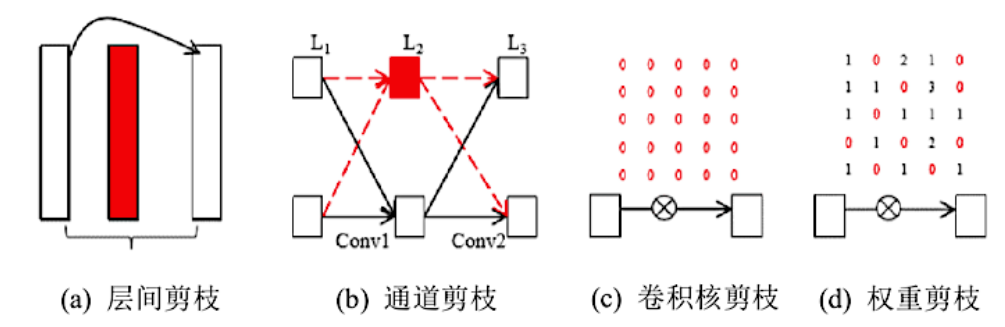 L1 L2 L3
Conv1 Conv2
0 0 0 0 0
0 0 0 0 0
0 0 0 0 0
0 0 0 0 0
0 0 0 0 0
1 0 2 1 0
1 1 0 3 0
1 0 1 1 1
0 1 0 2 0
1 0 1 0 1
(a) 层间剪枝
(b) 通道剪枝
(c) 卷积核剪枝
(d) 权重剪枝